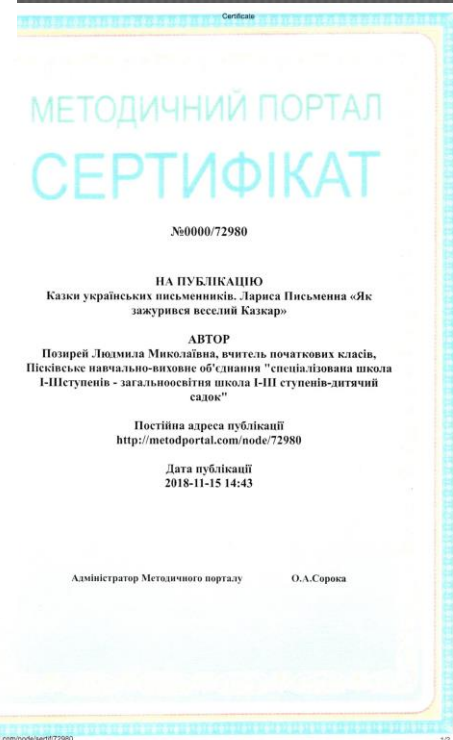 Certificate
МЕТОДИЧНИЙ ПОРТАЛ
СЕРТИФІКАТ
№0000/72980
НА ПУБЛІКАЦІЮ
Казки українських письменників. Лариса Письменна «Як
зажурився веселий Казкар»
АВТОР
Позирей Людмила Миколаївна, вчитель початкових класів,
Пісківське навчально-виховне об'єднання "спеціалізована школа
І-ІІІступенів - загальноосвітня школа І-ІІІ ступенів-дитячий
садок"
Постійна адреса публікації
http://metodportal.com/node/72980
Дата публікації
2018-11-15 14:43
Адміністратор Методичного порталу О.А.Сорока
.com/node/sertif/72980 1/2